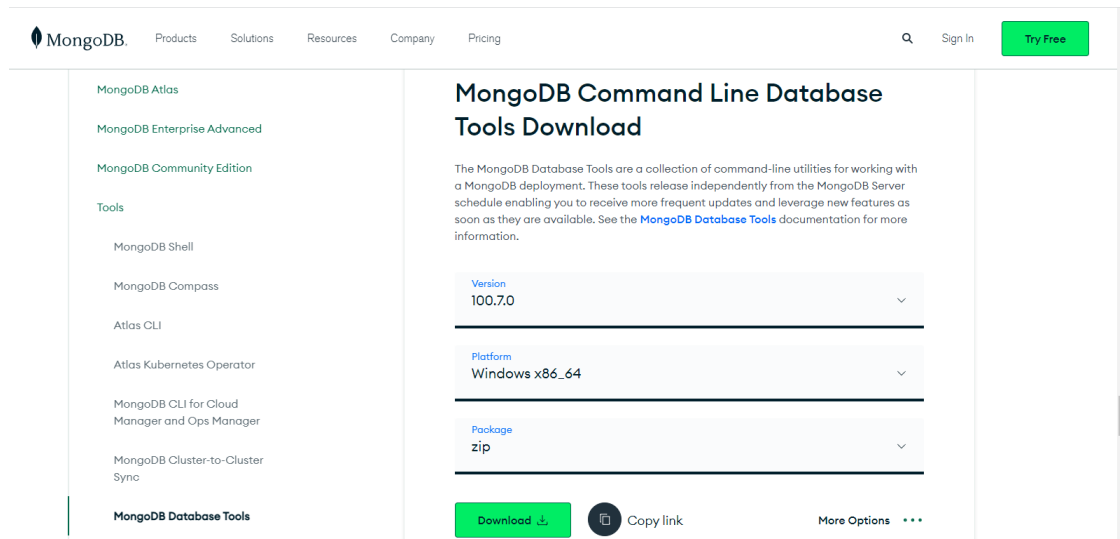 MongoDB. Products Solutions Resources Company Pricing Sign In Try Free
MongoDB Atlas
MongoDB Enterprise Advanced
MongoDB Community Edition
Tools
MongoDB Shell
MongoDB Compass
Atlas CLI
Atlas Kubernetes Operator
MongoDB CLI for Cloud
Manager and Ops Manager
MongoDB Cluster-to-Cluster
Sync
MongoDB Database Tools
MongoDB Command Line Database
Tools Download
The MongoDB Database Tools are a collection of command-line utilities for working with
a MongoDB deployment. These tools release independently from the MongoDB Server
schedule enabling you to receive more frequent updates and leverage new features as
soon as they are available. See the MongoDB Database Tools documentation for more
information.
Version
100.7.0
Platform
Windows x86_64
Package
zip
Download Copy link More Options